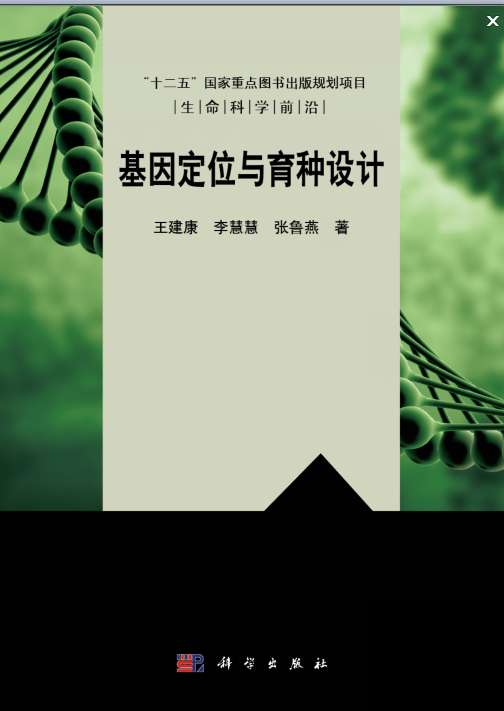 “十二五”国家重点图书出版规划项目
|生|命|科|学|前|沿|
基因定位与育种设计
王建康 李慧慧 张鲁燕 著
科学出版社